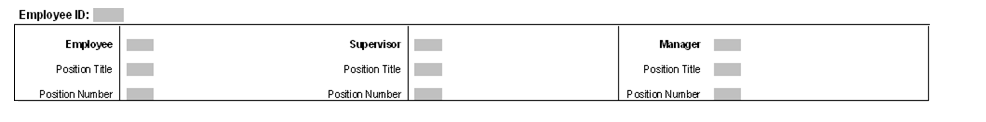 Employee ID:
Employee Supervisor Manager
Position Title Position Title Position Title
Position Number Position Number Position Number